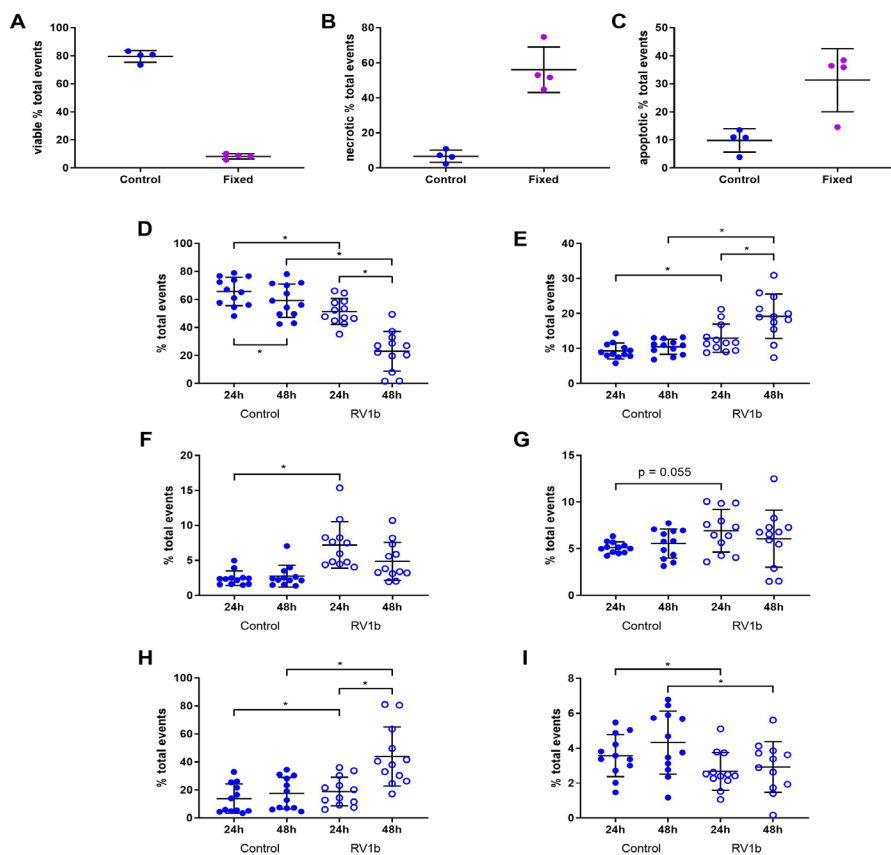 A
viable % total events
100
80
60
40
20
0
Control Fixed
B
necrotic % total events
80
60
40
20
0
Control Fixed
C
apoptotic % total events
50
40
30
20
10
0
Control Fixed
D
% total events
100
80
60
40
20
0
* * * *
24h 48h 24h 48h
Control RV1b
E
% total events
40
30
20
10
0
* * *
24h 48h 24h 48h
Control RV1b
F
% total events
20
15
10
5
0
*
24h 48h 24h 48h
Control RV1b
G
% total events
15
10
5
0
p = 0.055
24h 48h 24h 48h
Control RV1b
H
% total events
100
80
60
40
20
0
* * *
24h 48h 24h 48h
Control RV1b
I
% total events
8
6
4
2
0
* *
24h 48h 24h 48h
Control RV1b